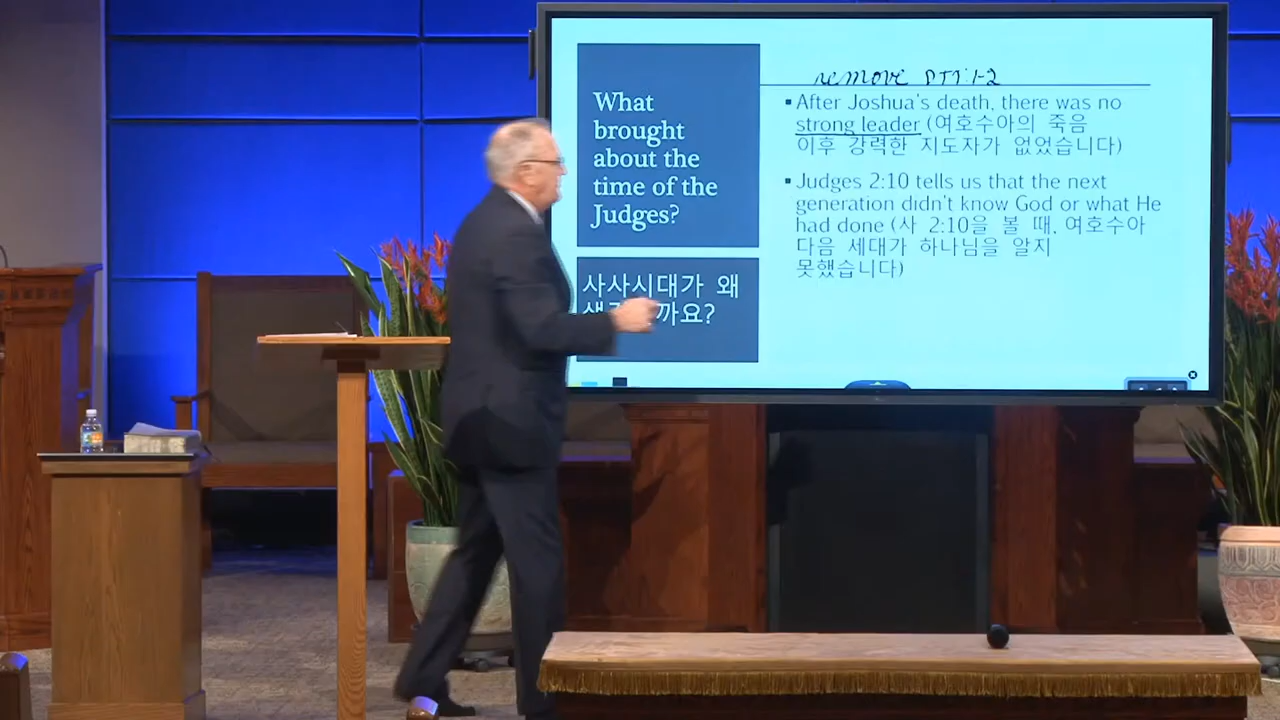 What
brought
about the
time of the
Judges?
사사시대가 왜
까요?
remove
After Joshua's death, there was no
strong leader (여호수아의 죽음
이후 강력한 지도자가 없었습니다)
Judges 2:10 tells us that the next
generation didn't know God or what He
had done (사 2:10을 볼 때, 여호수아
다음 세대가 하나님을 알지
못했습니다)